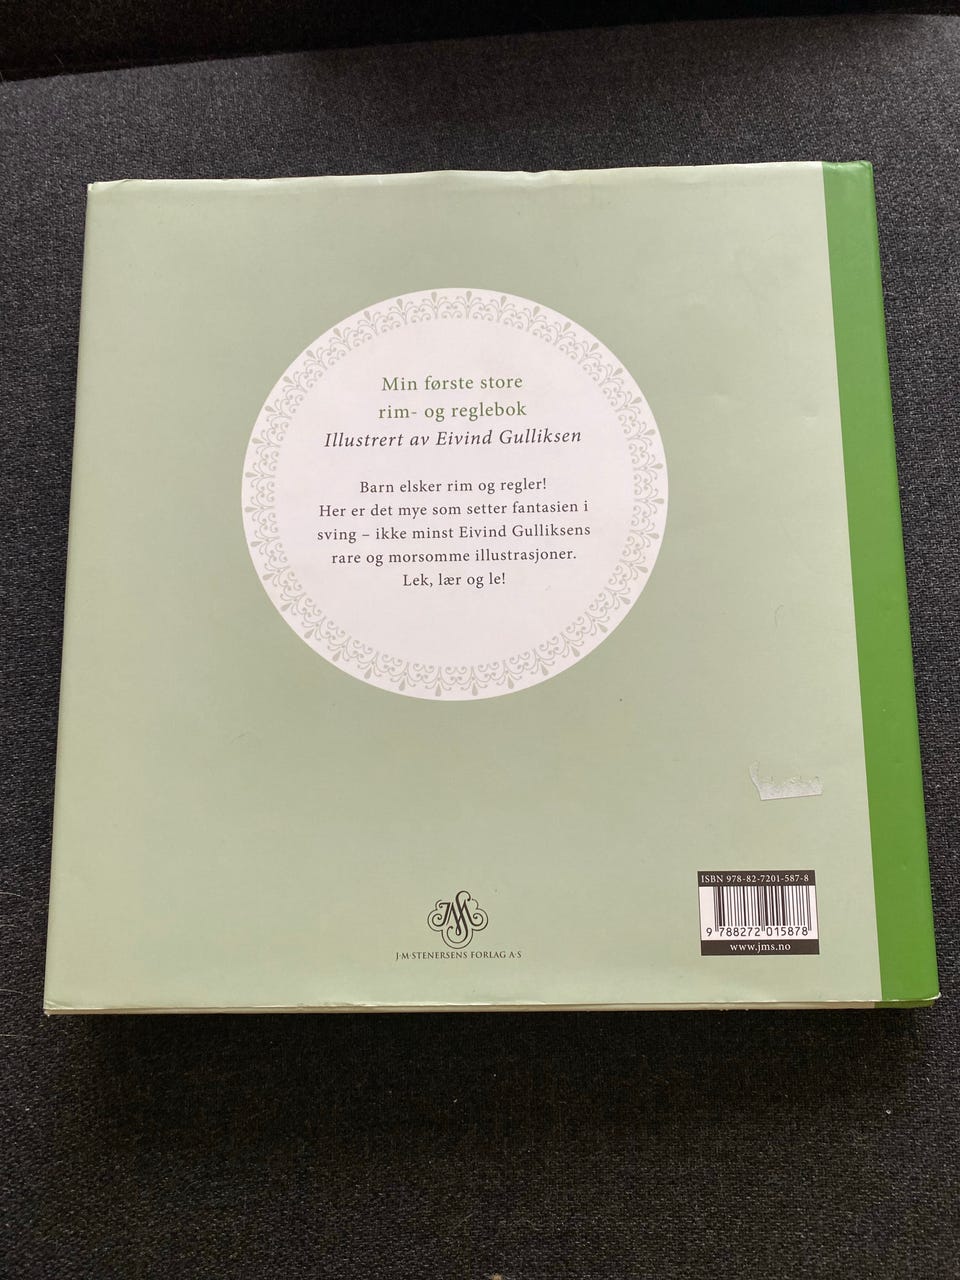 Min første store
rim- og reglebok
Illustrert av Eivind Gulliksen
Barn elsker rim og regler!
Her er det mye som setter fantasien i
sving – ikke minst Eivind Gulliksens
rare og morsomme illustrasjoner.
Lek, lær og le!
JMS
J·M·STENERSENS FORLAG A·S
ISBN 978-82-7201-587-8
9 788272 015878
www.jms.no